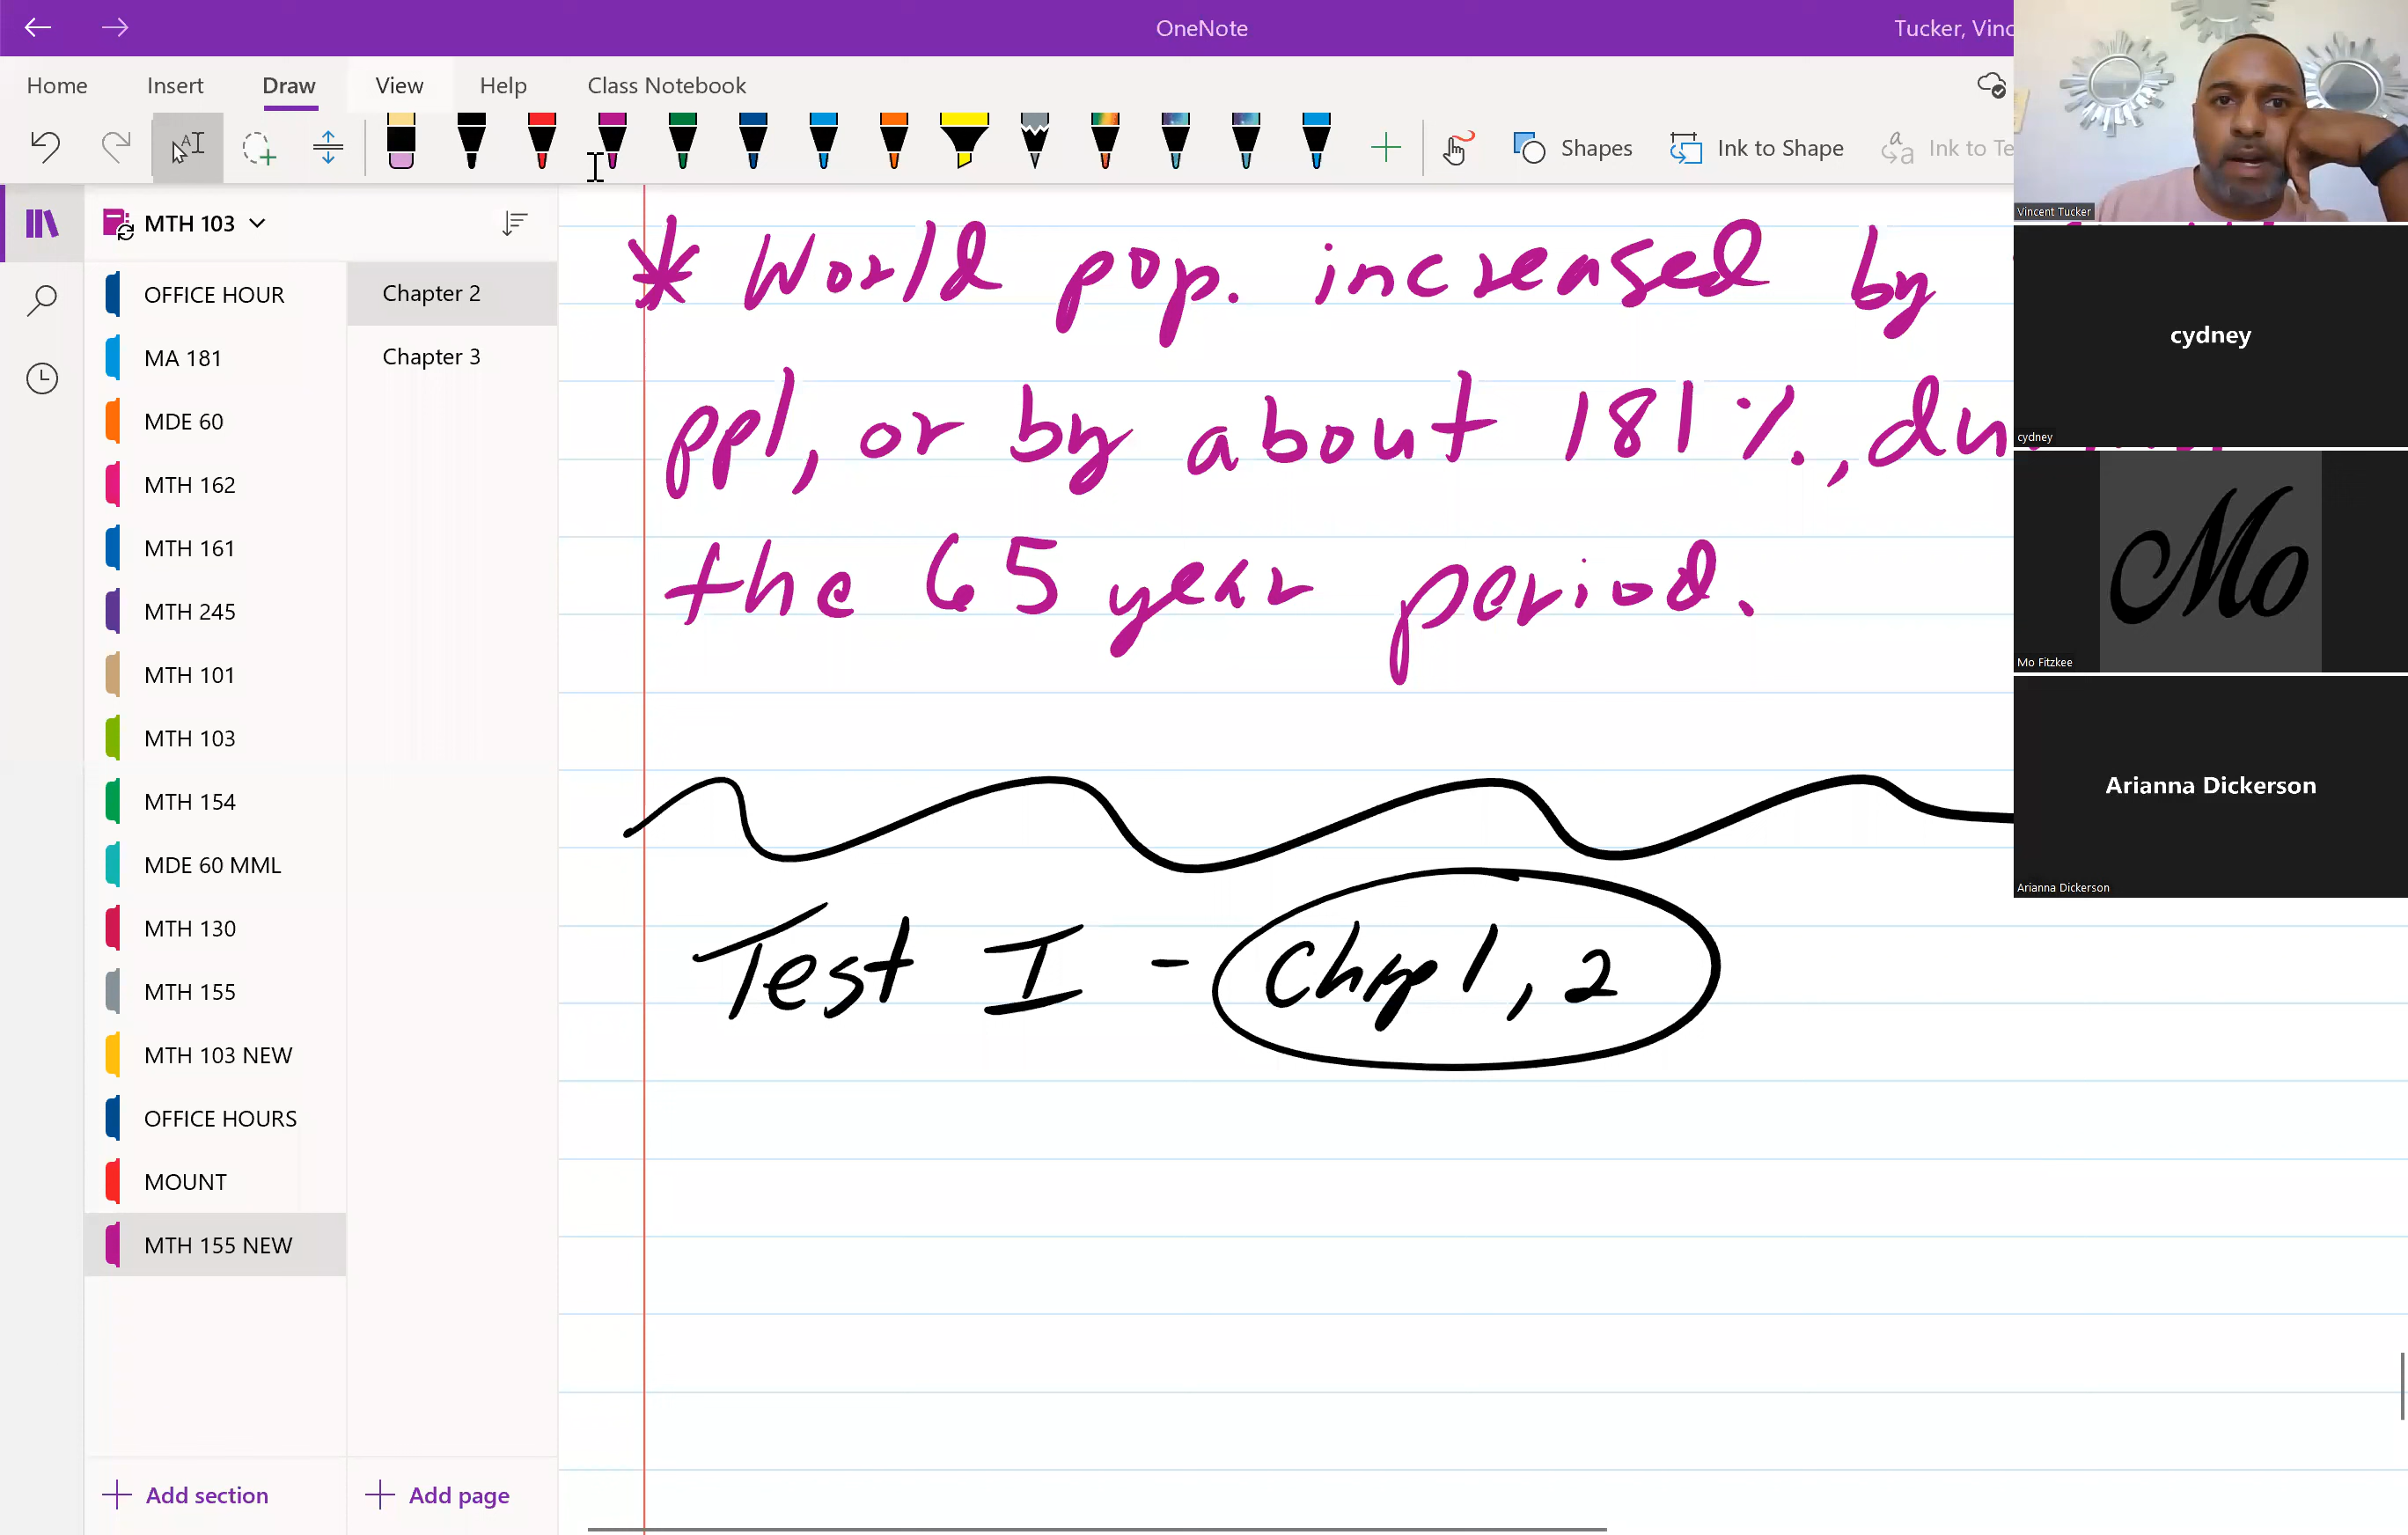 OneNote
Tucker, Vinc
Home Insert Draw View Help Class Notebook
Shapes Ink to Shape Ink to Te
MTH 103
OFFICE HOUR
MA 181
MDE 60
MTH 162
MTH 161
MTH 245
MTH 101
MTH 103
MTH 154
MDE 60 MML
MTH 130
MTH 155
MTH 103 NEW
OFFICE HOURS
MOUNT
MTH 155 NEW
Add section
Chapter 2
Chapter 3
Add page
* World pop. increased by
ppl, or by about 181%, du
the 65 year period.
Test I - Chp 1, 2
Vincent Tucker
cydney
cydney
Mo
Mo Fitzkee
Arianna Dickerson
Arianna Dickerson